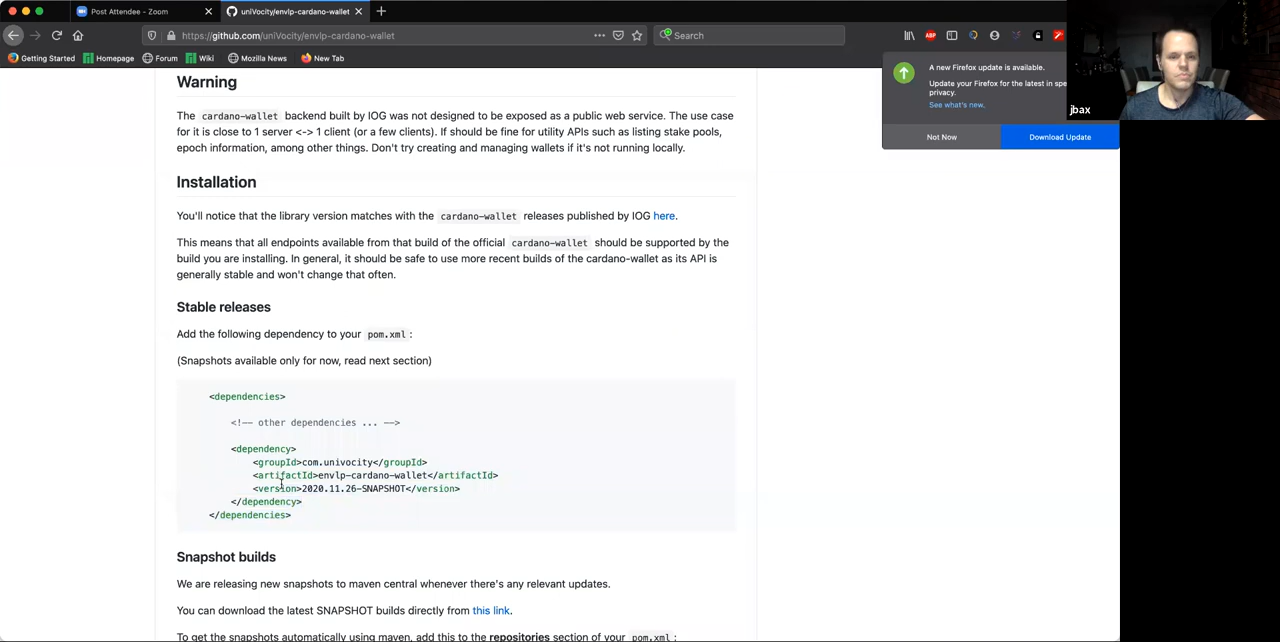 Post Attendee - Zoom
uniVocity/envlp-cardano-wallet
https://github.com/uniVocity/envlp-cardano-wallet
Search
ABP
Getting Started
Homepage
Forum
Wiki
Mozilla News
New Tab
A new Firefox update is available.
Upgrade your Firefox for the latest in spe
privacy.
See what's new.
Not Now
Download Update
jbax
Warning
The cardano-wallet backend built by IOG was not designed to be exposed as a public web service. The use case
for it is close to 1 server <-> 1 client (or a few clients). If should be fine for utility APIs such as listing stake pools,
epoch information, among other things. Don't try creating and managing wallets if it's not running locally.
Installation
You'll notice that the library version matches with the cardano-wallet releases published by IOG here.
This means that all endpoints available from that build of the official cardano-wallet should be supported by the
build you are installing. In general, it should be safe to use more recent builds of the cardano-wallet as its API is
generally stable and won't change that often.
Stable releases
Add the following dependency to your pom.xml:
(Snapshots available only for now, read next section)
<dependencies>
<!-- other dependencies ... -->
<dependency>
<groupId>com.univocity</groupId>
<artifactId>envlp-cardano-wallet</artifactId>
<version>2020.11.26-SNAPSHOT</version>
</dependency>
</dependencies>
Snapshot builds
We are releasing new snapshots to maven central whenever there's any relevant updates.
You can download the latest SNAPSHOT builds directly from this link.
To get the snapshots automatically using maven, add this to the repositories section of your pom.xml: